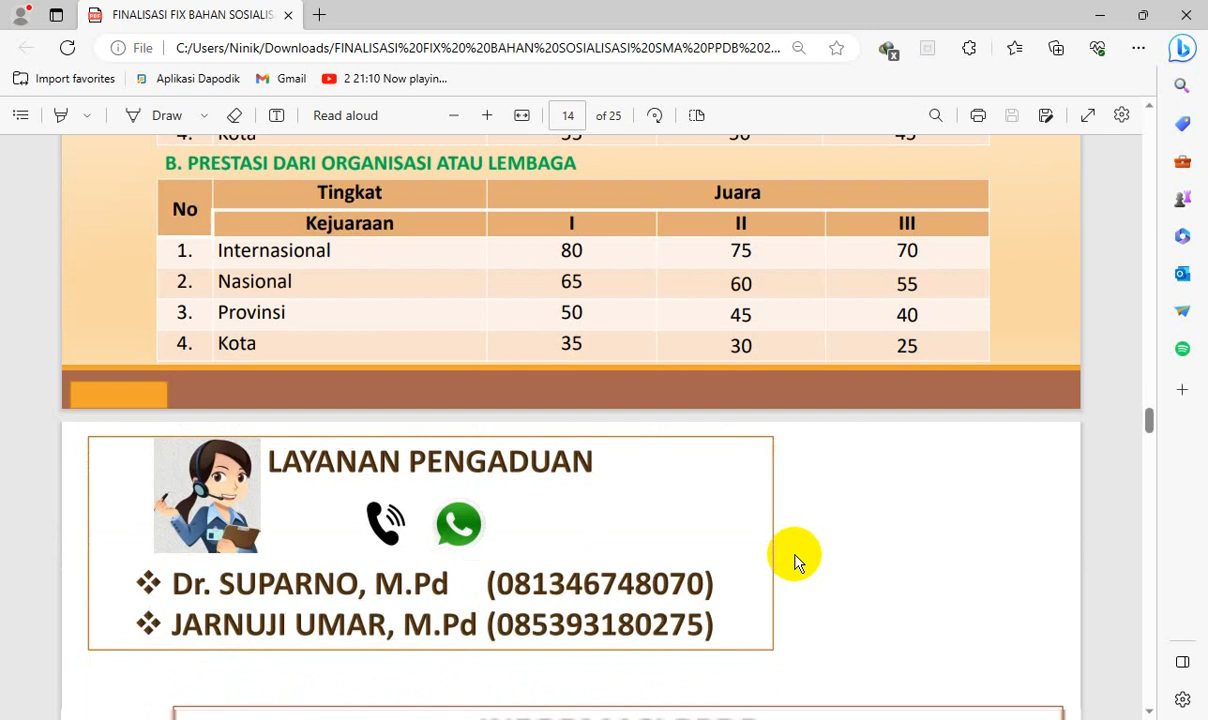 FINALISASI FIX BAHAN SOSIALIS
File C:/Users/Ninik/Downloads/FINALISASI%20FIX%20%20BAHAN%20SOSIALISASI%20SMA%20PPDB%202...
Import favorites Aplikasi Dapodik Gmail 2 21:10 Now playin...
Draw Read aloud 14 of 25
4. Kota
B. PRESTASI DARI ORGANISASI ATAU LEMBAGA
No Tingkat Juara
Kejuaraan I II III
1. Internasional 80 75 70
2. Nasional 65 60 55
3. Provinsi 50 45 40
4. Kota 35 30 25
LAYANAN PENGADUAN
❖ Dr. SUPARNO, M.Pd (081346748070)
❖ JARNUJI UMAR, M.Pd (085393180275)